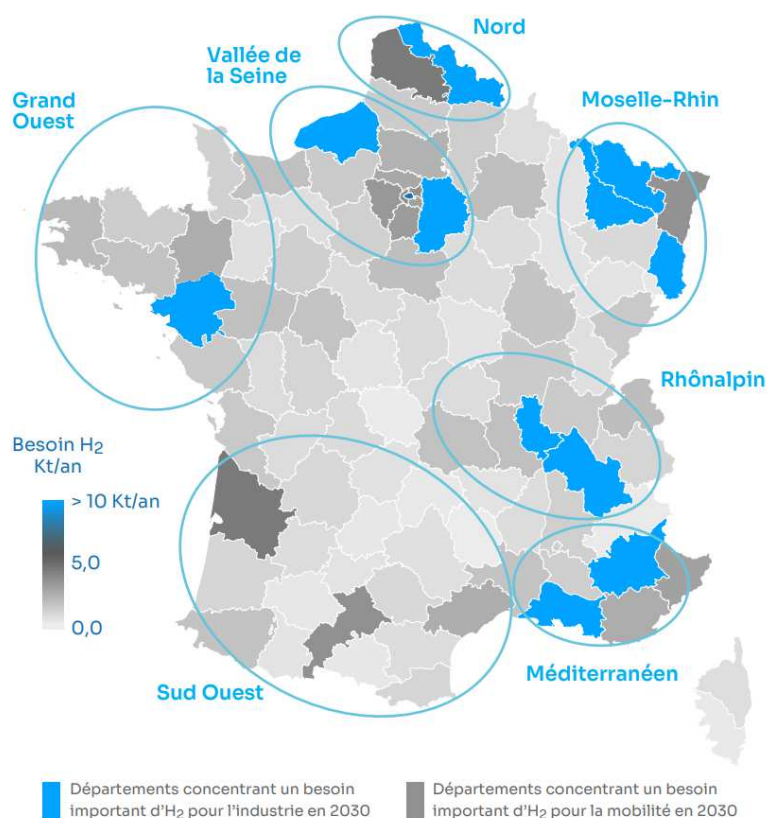 Nord
Vallée de
la Seine
Grand
Ouest
Moselle-Rhin
Rhônalpin
Besoin H₂
Kt/an
> 10 Kt/an
5,0
0,0
Sud Ouest
Méditerranéen
Départements concentrant un besoin
important d’H₂ pour l’industrie en 2030
Départements concentrant un besoin
important d’H₂ pour la mobilité en 2030